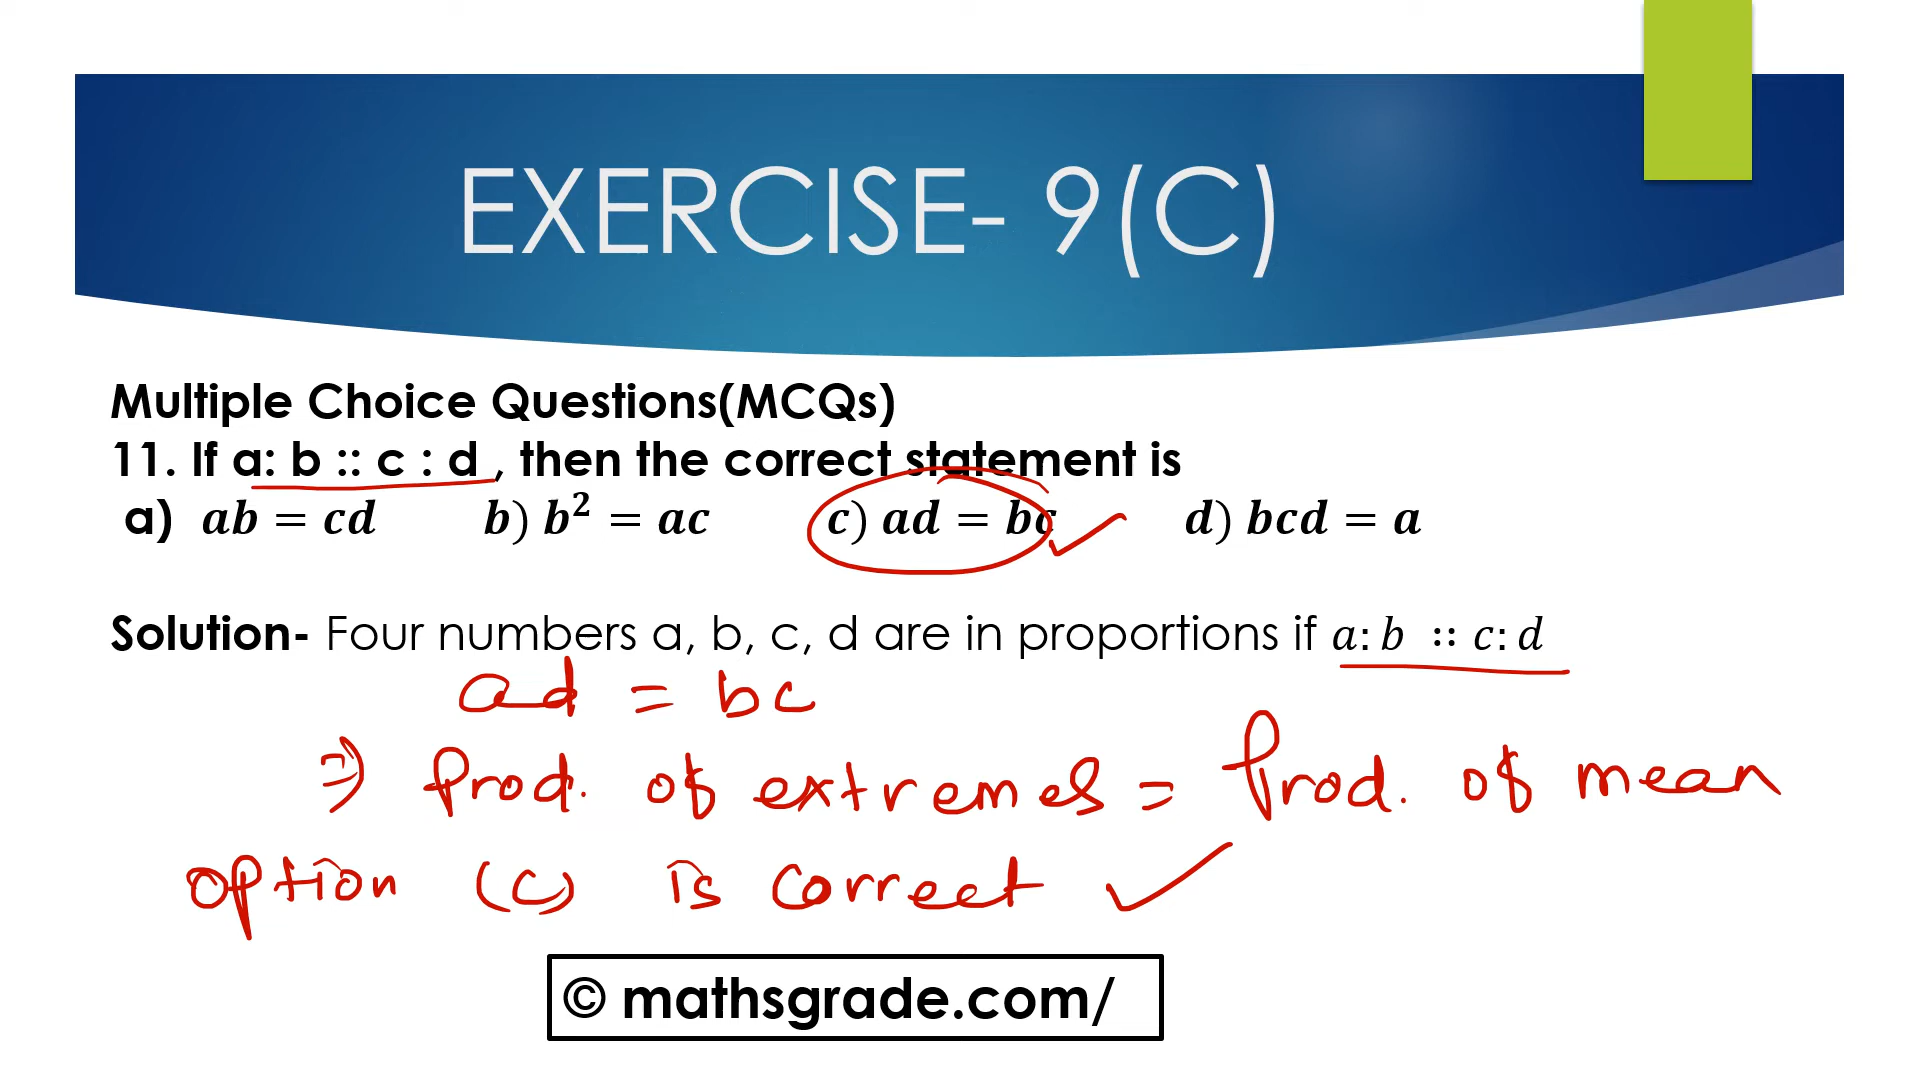 EXERCISE- 9(C)
Multiple Choice Questions(MCQs)
11. If a: b :: c : d , then the correct statement is
a) ab = cd b) b² = ac c) ad = bc d) bcd = a
Solution- Four numbers a, b, c, d are in proportions if a: b :: c: d
ad = bc
⇒ Prod. of extremes = Prod. of mean
option (c) is correct ✓
© mathsgrade.com/